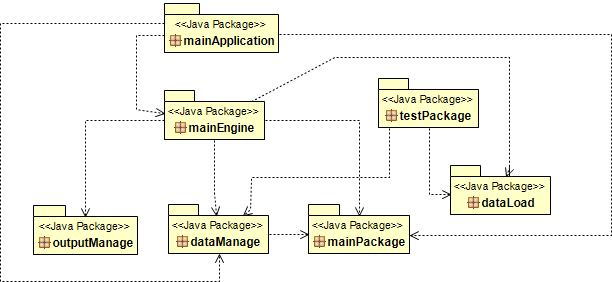 <<Java Package>>
mainApplication
<<Java Package>>
mainEngine
<<Java Package>>
testPackage
<<Java Package>>
dataLoad
<<Java Package>>
outputManage
<<Java Package>>
dataManage
<<Java Package>>
mainPackage